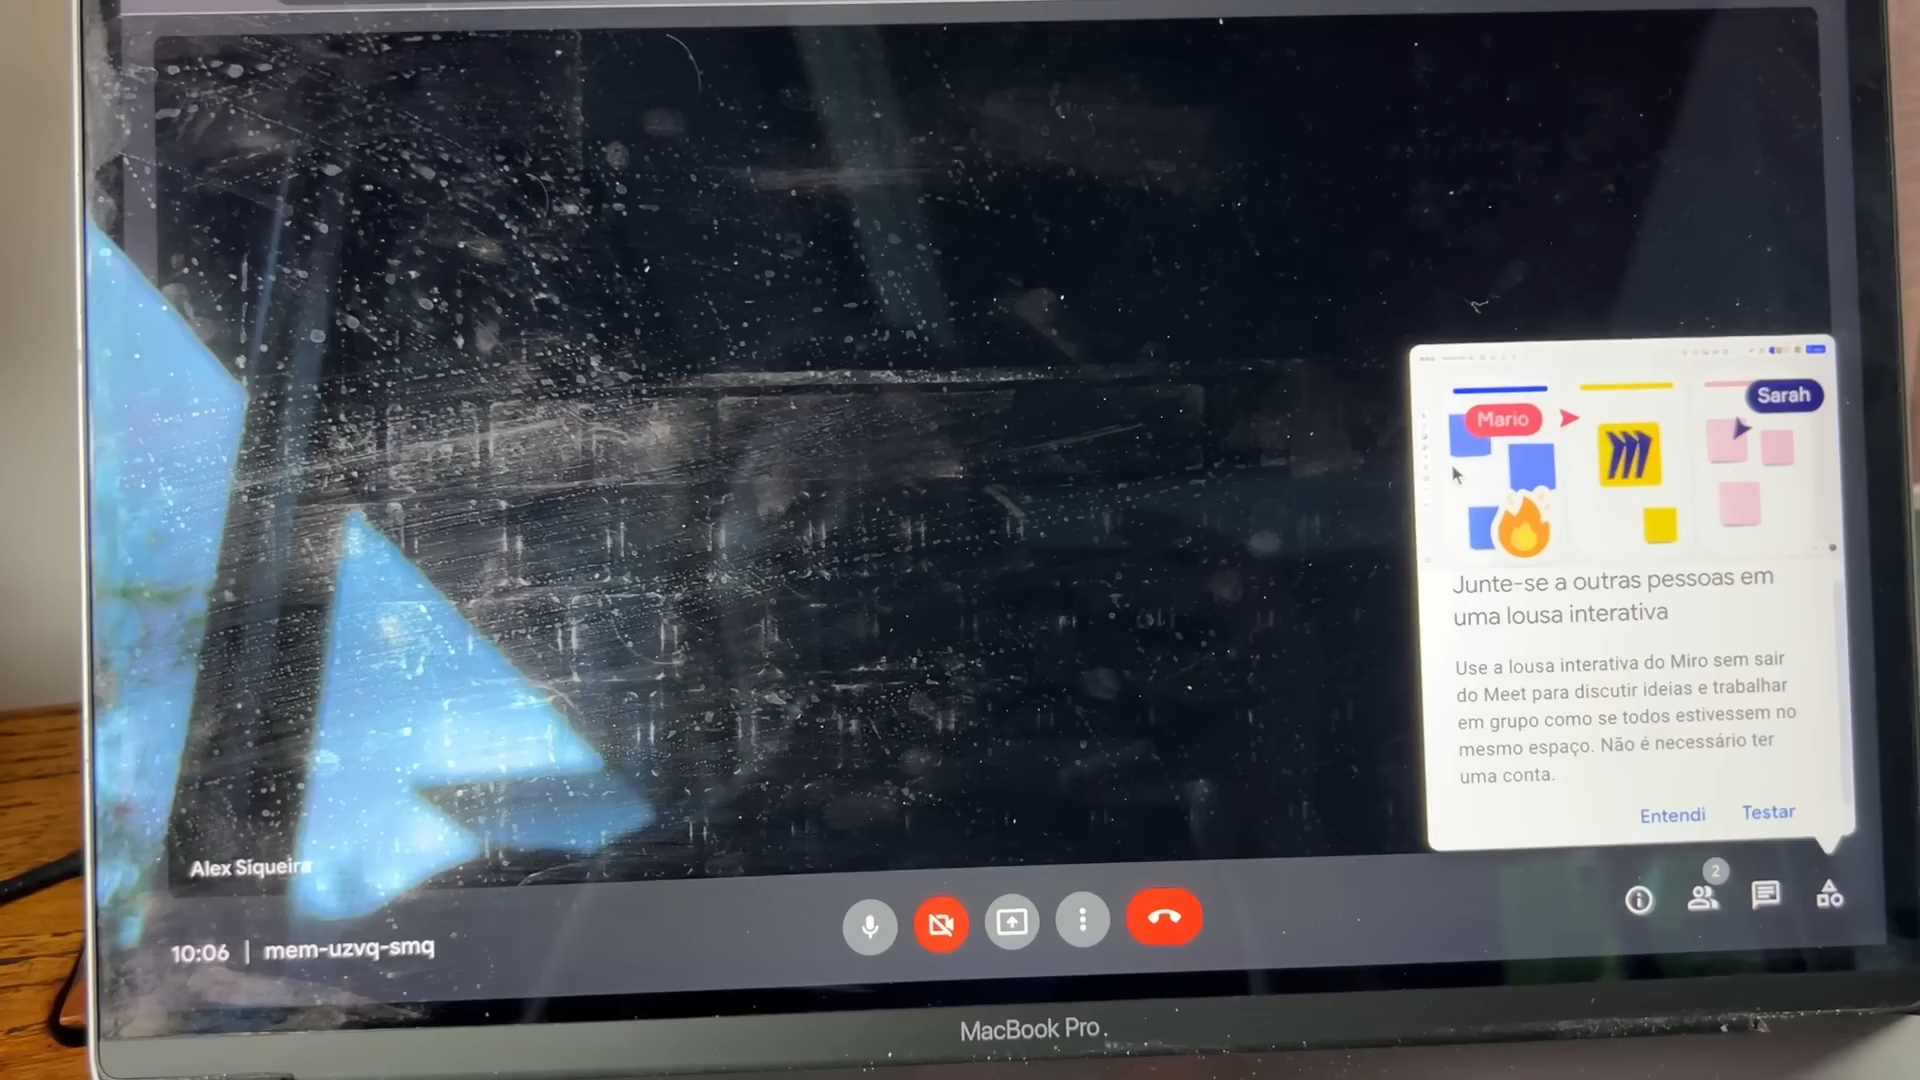 Mario
Sarah
Junte-se a outras pessoas em
uma lousa interativa
Use a lousa interativa do Miro sem sair
do Meet para discutir ideias e trabalhar
em grupo como se todos estivessem no
mesmo espaço. Não é necessário ter
uma conta.
Entendi Testar
Alex Siqueira
2
10:06 | mem-uzvq-smq
MacBook Pro